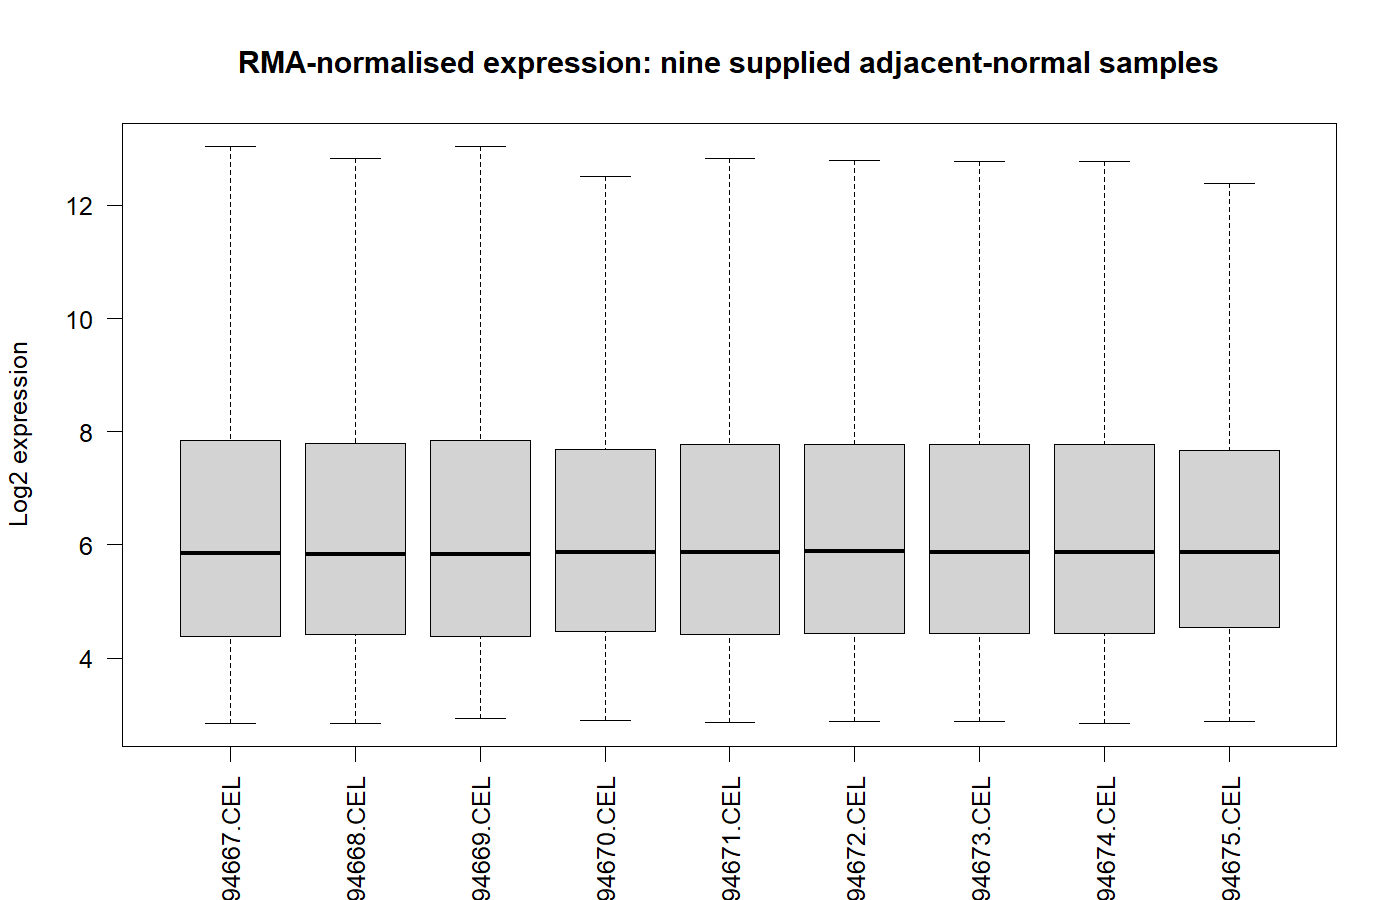 RMA-normalised expression: nine supplied adjacent-normal samples
Log2 expression
12
10
8
6
4
94667.CEL
94668.CEL
94669.CEL
94670.CEL
94671.CEL
94672.CEL
94673.CEL
94674.CEL
94675.CEL